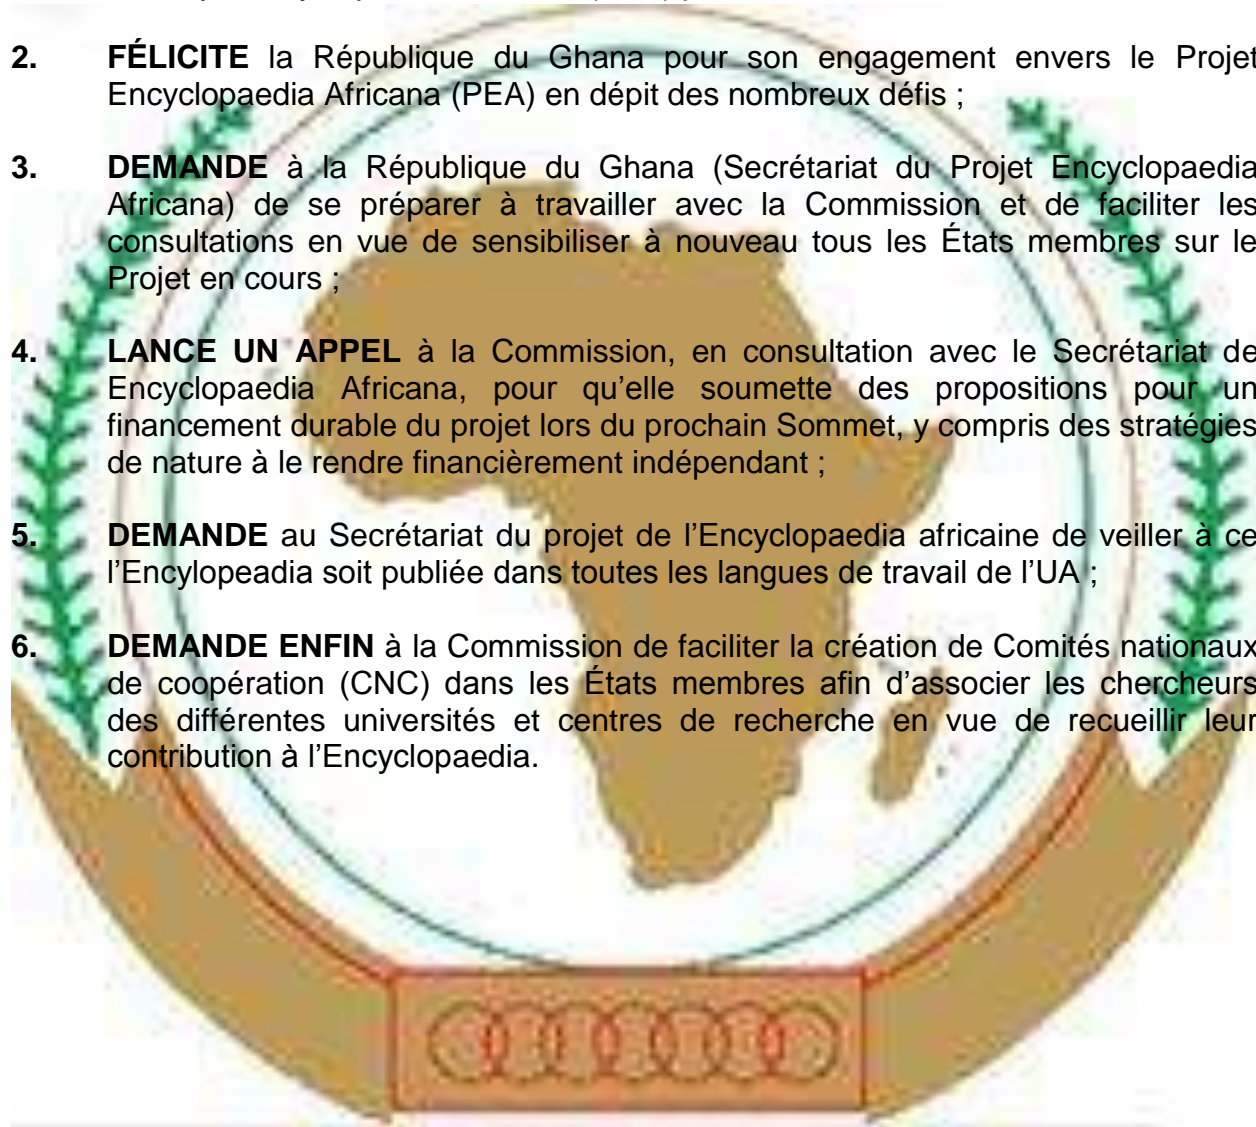 2. FÉLICITE la République du Ghana pour son engagement envers le Projet
Encyclopaedia Africana (PEA) en dépit des nombreux défis ;
3. DEMANDE à la République du Ghana (Secrétariat du Projet Encyclopaedia
Africana) de se préparer à travailler avec la Commission et de faciliter les
consultations en vue de sensibiliser à nouveau tous les États membres sur le
Projet en cours ;
4. LANCE UN APPEL à la Commission, en consultation avec le Secrétariat de
Encyclopaedia Africana, pour qu’elle soumette des propositions pour un
financement durable du projet lors du prochain Sommet, y compris des stratégies
de nature à le rendre financièrement indépendant ;
5. DEMANDE au Secrétariat du projet de l’Encyclopaedia africaine de veiller à ce
l’Encylopeadia soit publiée dans toutes les langues de travail de l’UA ;
6. DEMANDE ENFIN à la Commission de faciliter la création de Comités nationaux
de coopération (CNC) dans les États membres afin d’associer les chercheurs
des différentes universités et centres de recherche en vue de recueillir leur
contribution à l’Encyclopaedia.